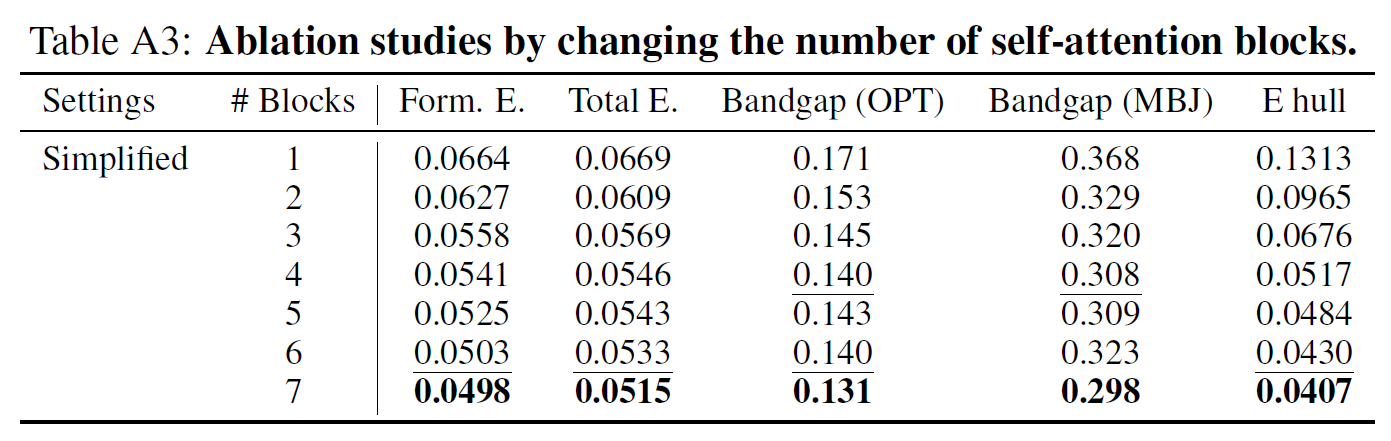 Table A3: Ablation studies by changing the number of self-attention blocks.
Settings # Blocks Form. E. Total E. Bandgap (OPT) Bandgap (MBJ) E hull
Simplified 1 0.0664 0.0669 0.171 0.368 0.1313
2 0.0627 0.0609 0.153 0.329 0.0965
3 0.0558 0.0569 0.145 0.320 0.0676
4 0.0541 0.0546 0.140 0.308 0.0517
5 0.0525 0.0543 0.143 0.309 0.0484
6 0.0503 0.0533 0.140 0.323 0.0430
7 0.0498 0.0515 0.131 0.298 0.0407